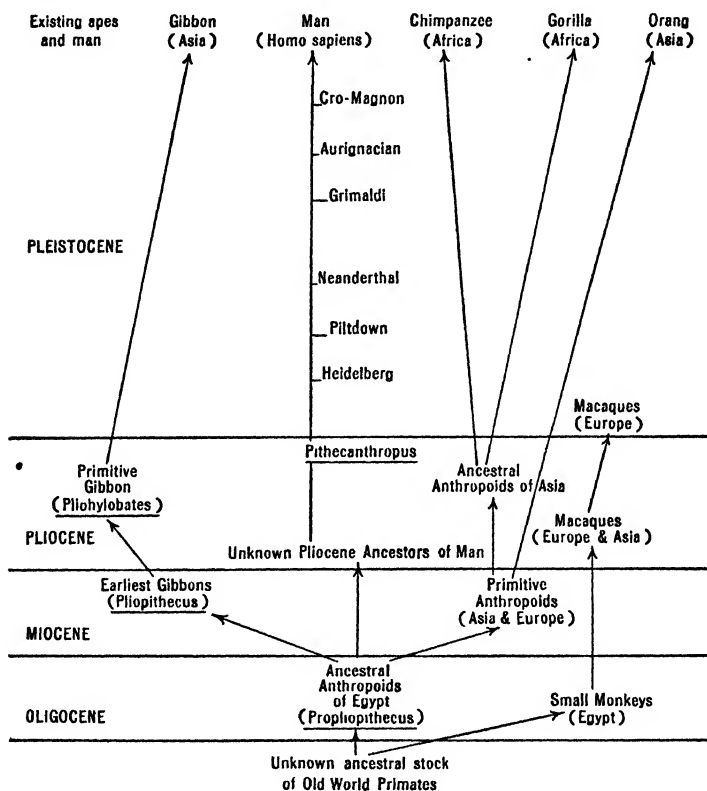 Existing apes and man
Gibbon (Asia)
Man (Homo sapiens)
Chimpanzee (Africa)
Gorilla (Africa)
Orang (Asia)
Cro-Magnon
Aurignacian
Grimaldi
PLEISTOCENE
Neanderthal
Piltdown
Heidelberg
Macaques
(Europe)
Pithecanthropus
Primitive
Gibbon
(Pliohylobates)
Ancestral
Anthropoids of Asia
PLIOCENE
Macaques
(Europe & Asia)
Unknown Pliocene Ancestors of Man
Earliest Gibbons
(Pliopithecus)
Primitive
Anthropoids
(Asia & Europe)
MIOCENE
Ancestral
Anthropoids
of Egypt
(Propliopithecus)
Small Monkeys
(Egypt)
OLIGOCENE
Unknown ancestral stock
of Old World Primates